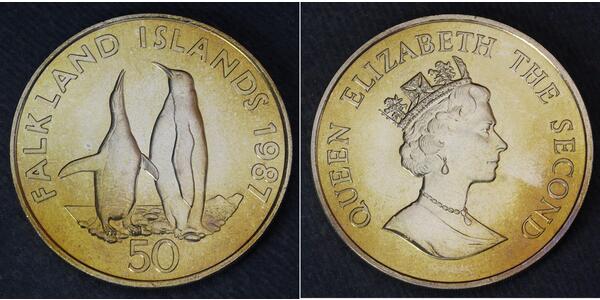 FALKLAND ISLANDS 1987
50
QUEEN ELIZABETH THE SECOND